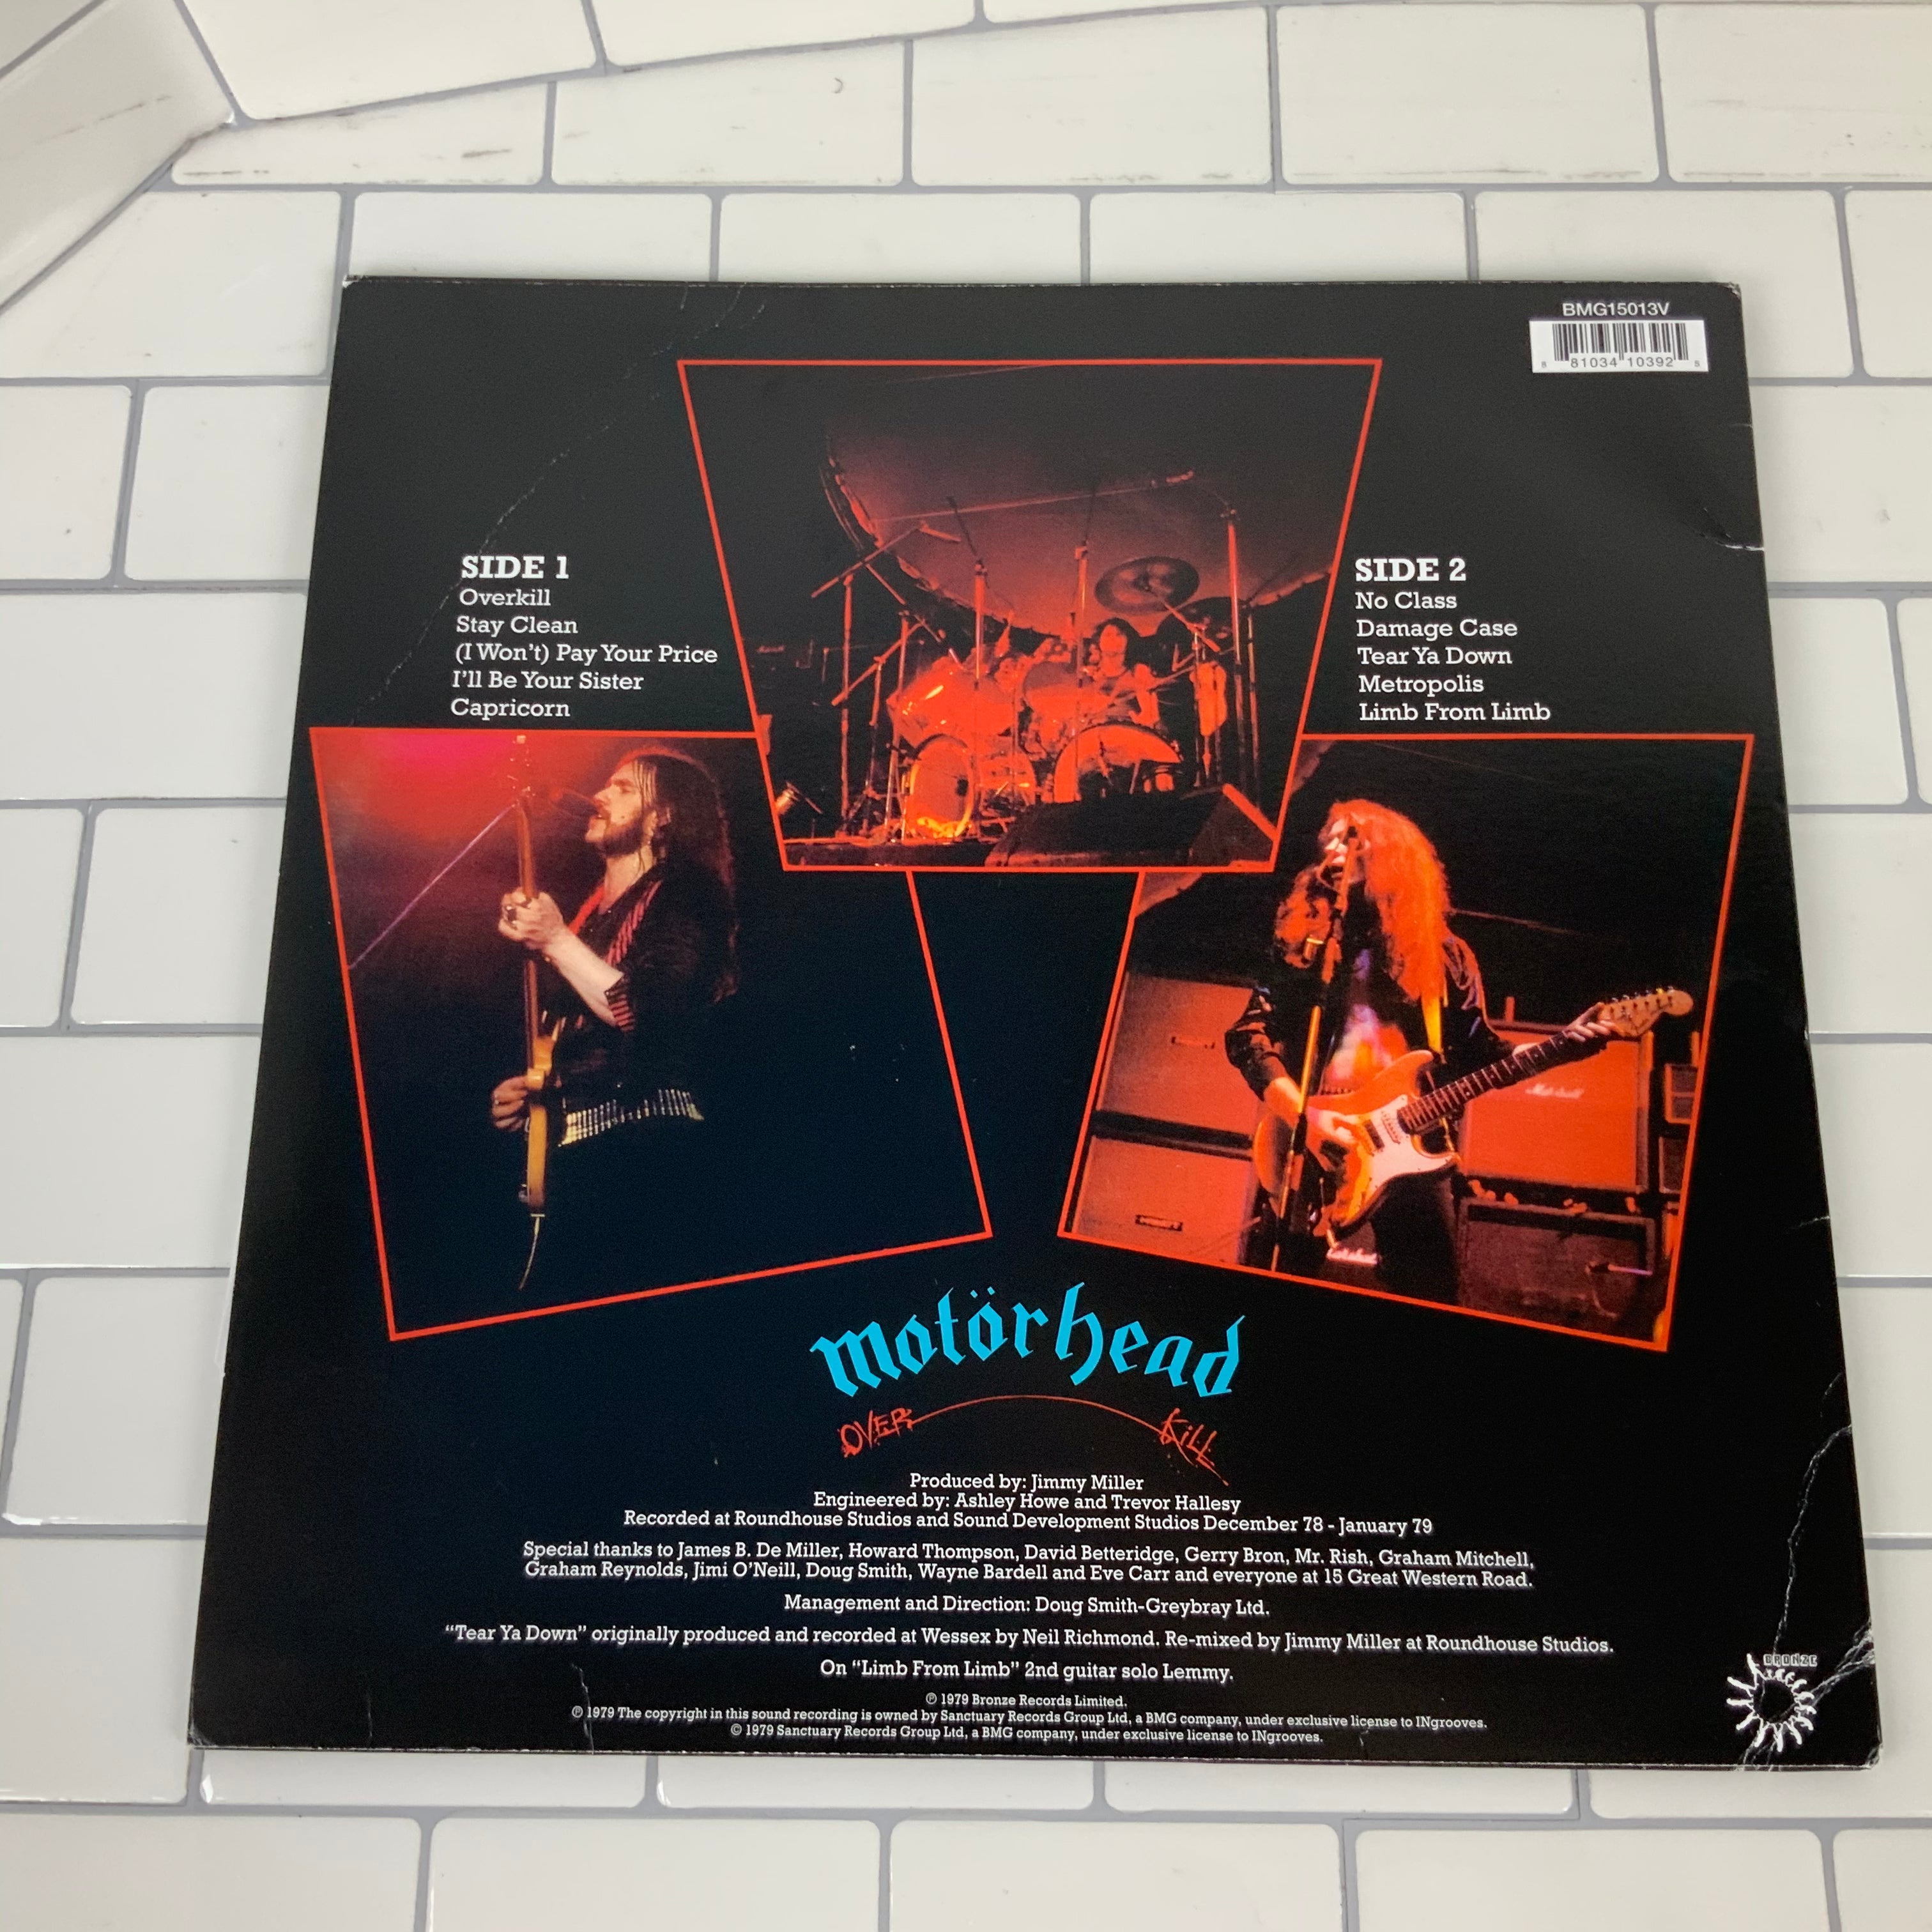 BMG15013V
8 81034 10392 5
SIDE 1
Overkill
Stay Clean
(I Won't) Pay Your Price
I'll Be Your Sister
Capricorn
SIDE 2
No Class
Damage Case
Tear Ya Down
Metropolis
Limb From Limb
Marshall
motörhead
OVER KiLL
Produced by: Jimmy Miller
Engineered by: Ashley Howe and Trevor Hallesy
Recorded at Roundhouse Studios and Sound Development Studios December 78 - January 79
Special thanks to James B. De Miller, Howard Thompson, David Betteridge, Gerry Bron, Mr. Rish, Graham Mitchell,
Graham Reynolds, Jimi O'Neill, Doug Smith, Wayne Bardell and Eve Carr and everyone at 15 Great Western Road.
Management and Direction: Doug Smith-Greybray Ltd.
"Tear Ya Down" originally produced and recorded at Wessex by Neil Richmond. Re-mixed by Jimmy Miller at Roundhouse Studios.
On "Limb From Limb" 2nd guitar solo Lemmy.
BRONZE
℗ 1979 Bronze Records Limited.
℗ 1979 The copyright in this sound recording is owned by Sanctuary Records Group Ltd, a BMG company, under exclusive license to INgrooves.
© 1979 Sanctuary Records Group Ltd, a BMG company, under exclusive license to INgrooves.